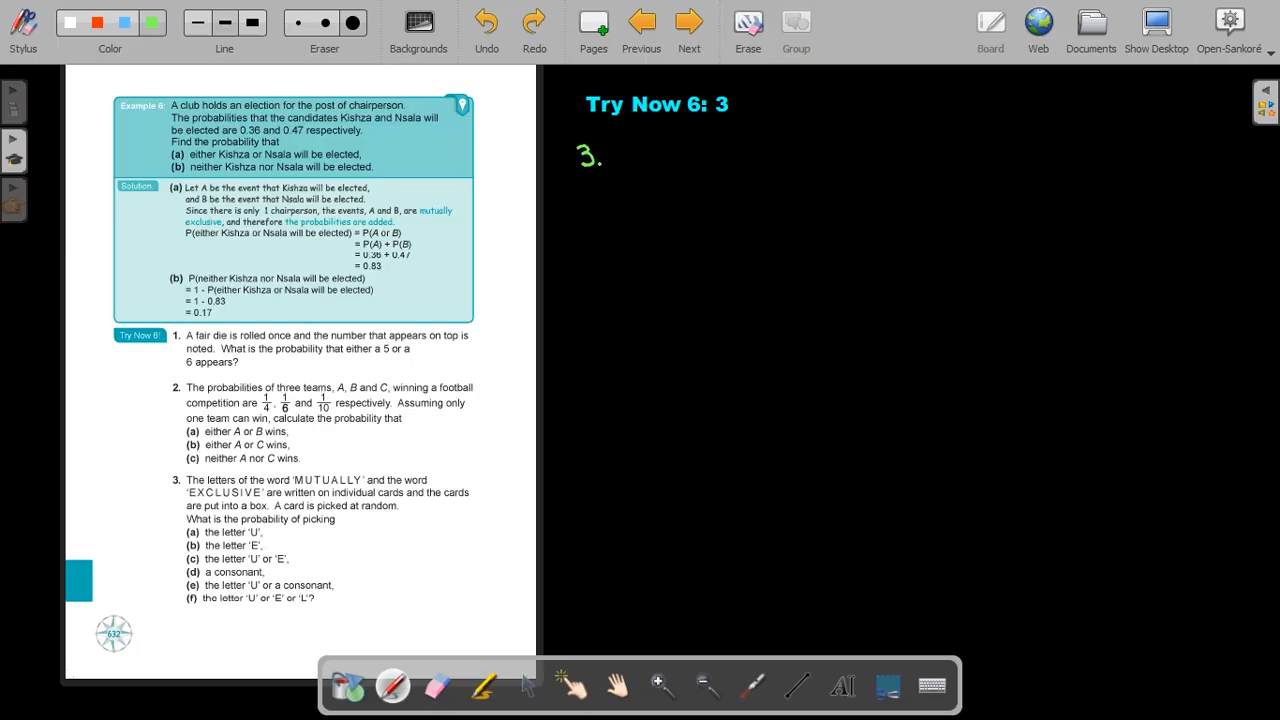 Stylus Color Line Eraser Backgrounds Undo Redo Pages Previous Next Erase Group Board Web Documents Show Desktop Open-Sankoré
Example 6: A club holds an election for the post of chairperson.
The probabilities that the candidates Kishza and Nsala will
be elected are 0.36 and 0.47 respectively.
Find the probability that
(a) either Kishza or Nsala will be elected,
(b) neither Kishza nor Nsala will be elected.
Solution (a) Let A be the event that Kishza will be elected,
and B be the event that Nsala will be elected.
Since there is only 1 chairperson, the events, A and B, are mutually
exclusive, and therefore the probabilities are added.
P(either Kishza or Nsala will be elected) = P(A or B)
= P(A) + P(B)
= 0.36 + 0.47
= 0.83
(b) P(neither Kishza nor Nsala will be elected)
= 1 - P(either Kishza or Nsala will be elected)
= 1 - 0.83
= 0.17
Try Now 6! 1. A fair die is rolled once and the number that appears on top is
noted. What is the probability that either a 5 or a
6 appears?
2. The probabilities of three teams, A, B and C, winning a football
competition are 1/4, 1/6 and 1/10 respectively. Assuming only
one team can win, calculate the probability that
(a) either A or B wins,
(b) either A or C wins,
(c) neither A nor C wins.
3. The letters of the word 'MUTUALLY' and the word
'EXCLUSIVE' are written on individual cards and the cards
are put into a box. A card is picked at random.
What is the probability of picking
(a) the letter 'U',
(b) the letter 'E',
(c) the letter 'U' or 'E',
(d) a consonant,
(e) the letter 'U' or a consonant,
(f) the letter 'U' or 'E' or 'L'?
632
Try Now 6: 3
3.
AI